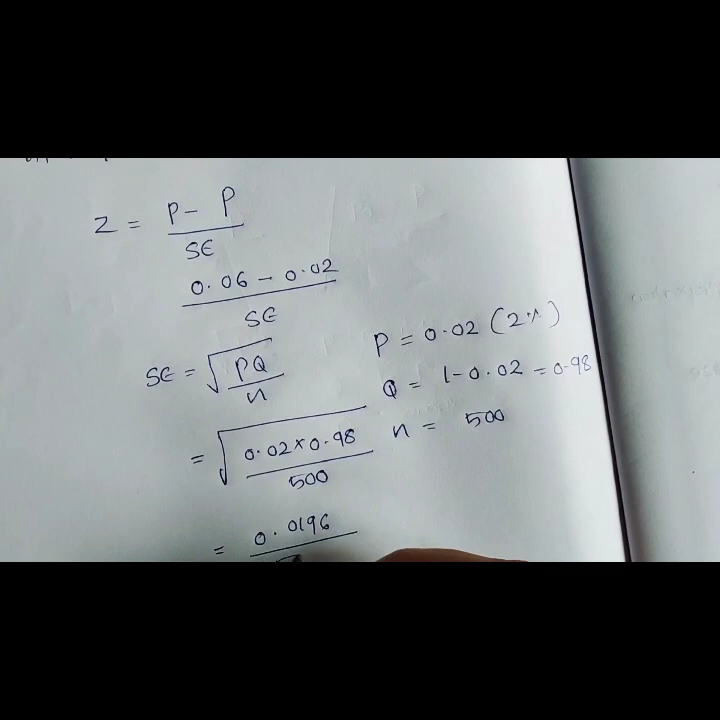 Z = P - P / SE
0.06 - 0.02 / SE
SE = √PQ/n
P = 0.02 (2%)
Q = 1-0.02 = 0.98
= √0.02×0.98/500
n = 500
= 0.0196